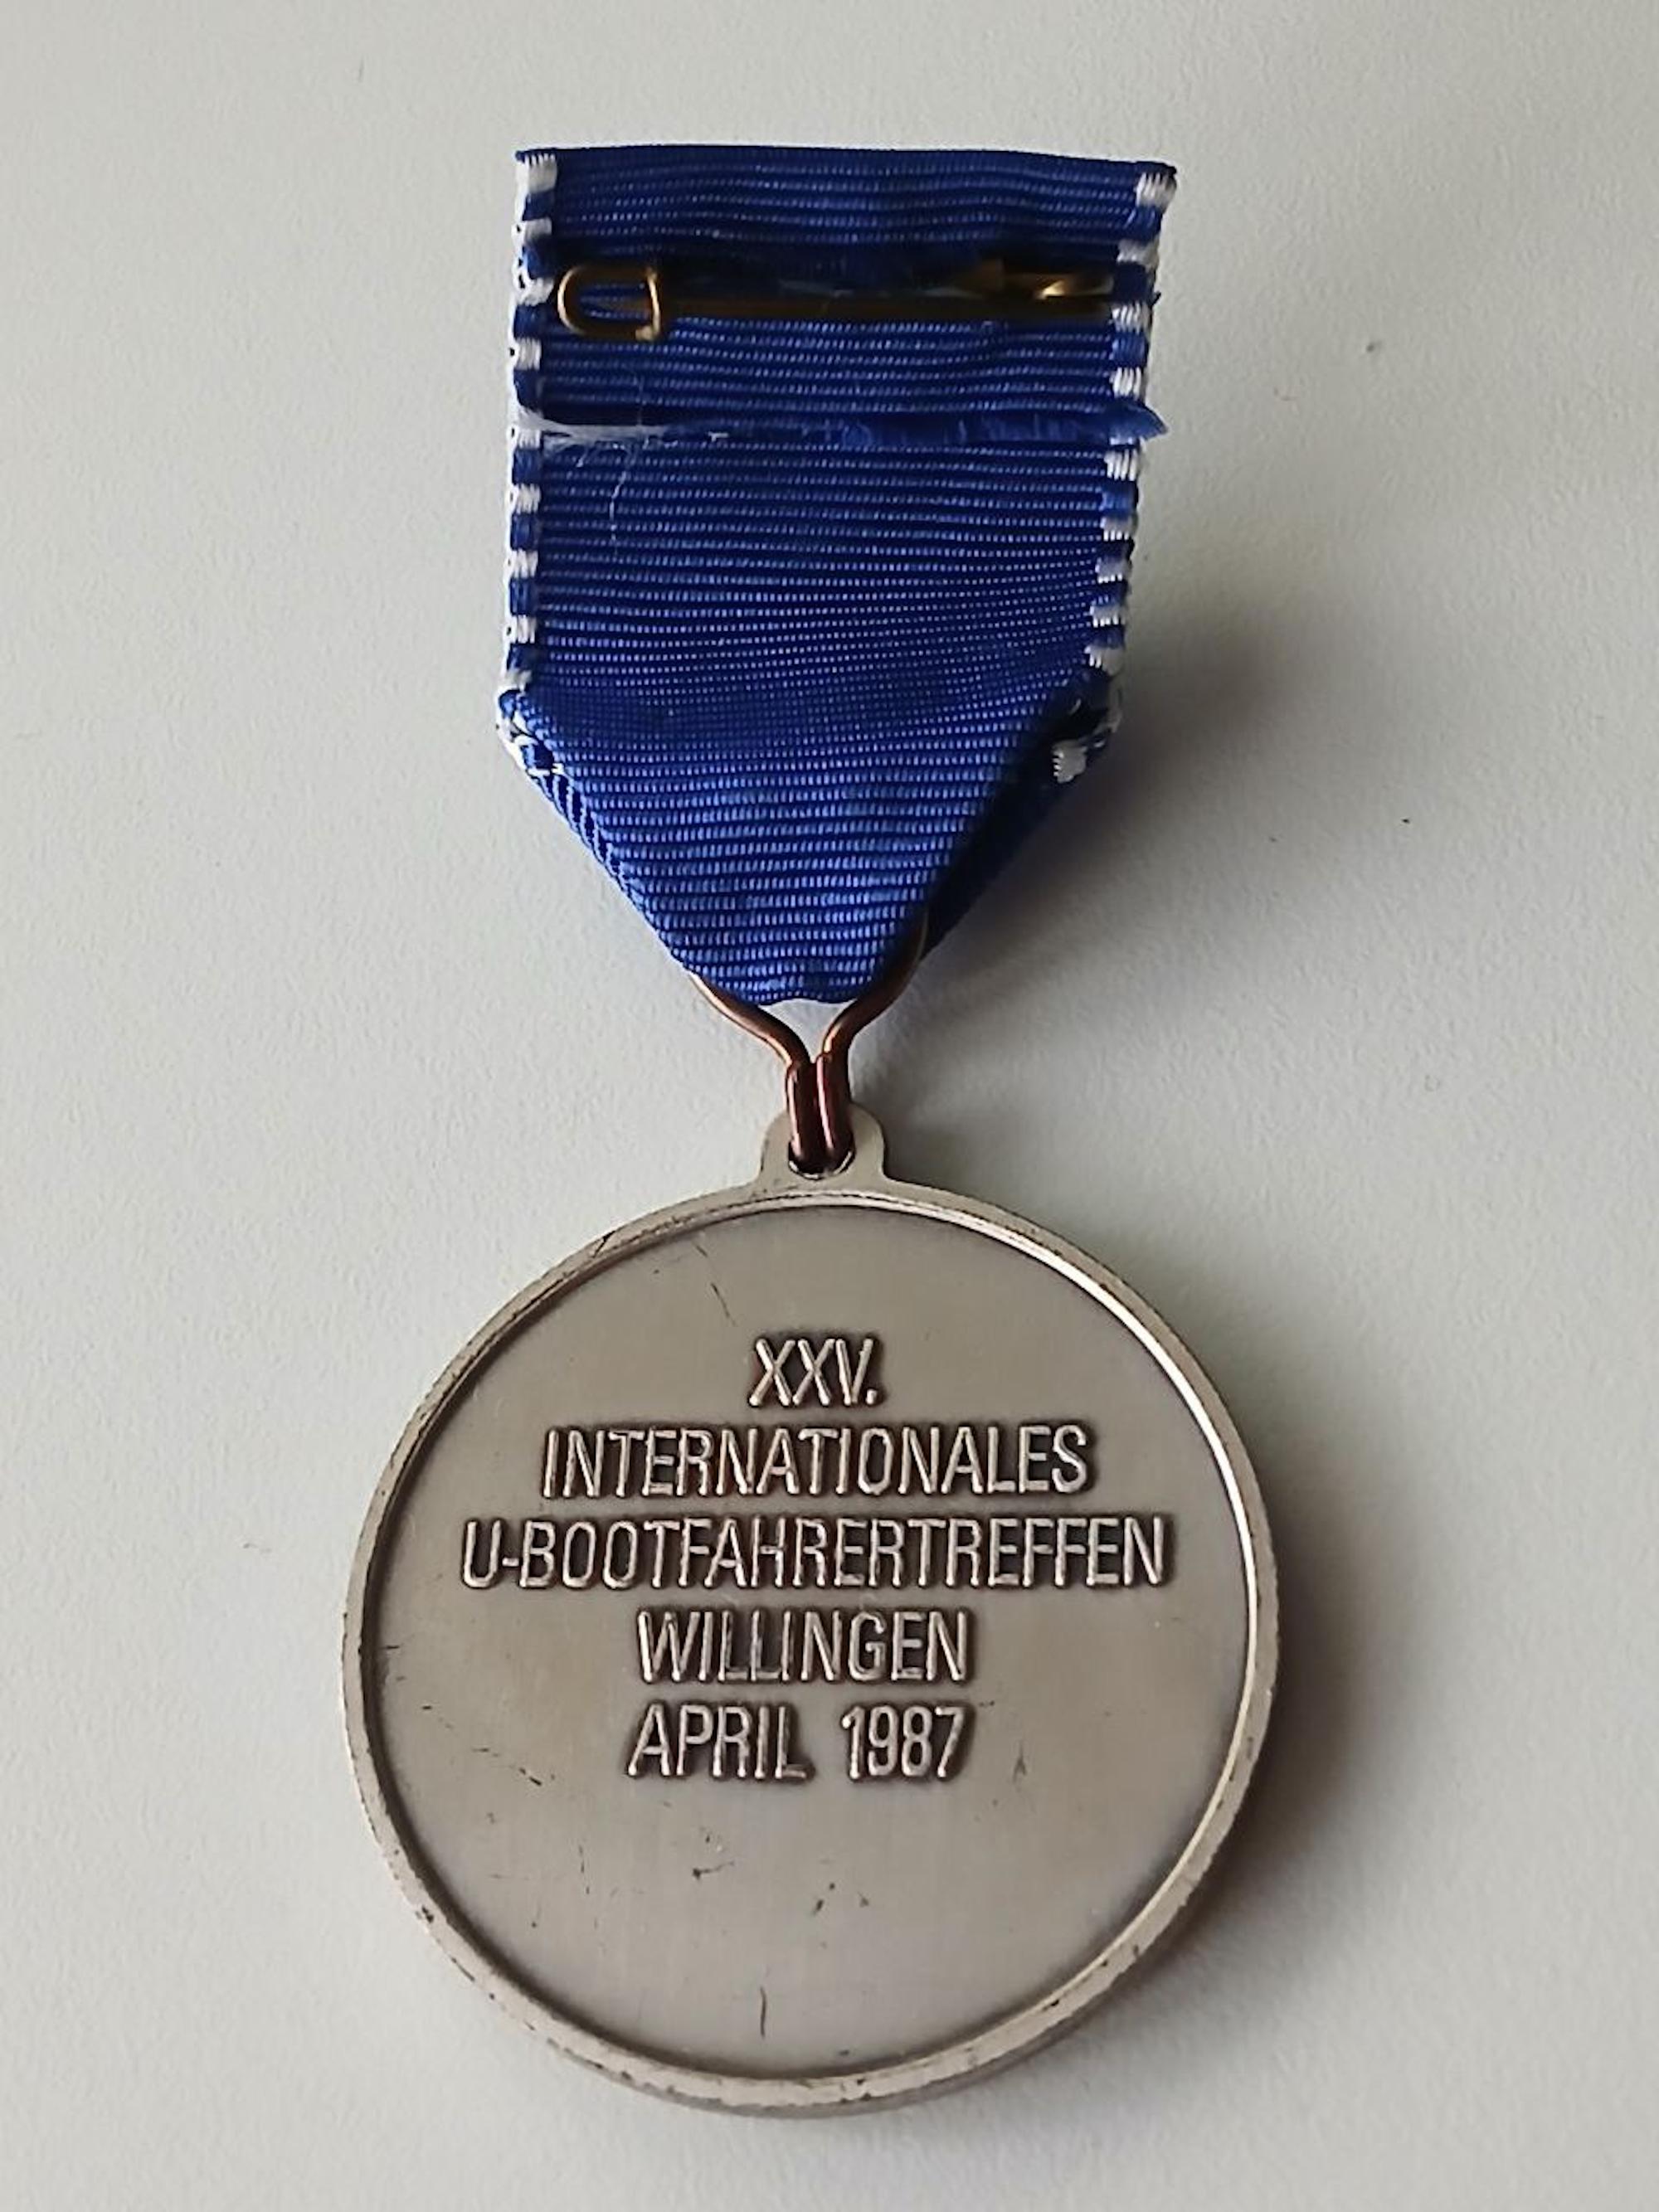 XXV.
INTERNATIONALES
U-BOOTFAHRERTREFFEN
WILLINGEN
APRIL 1987